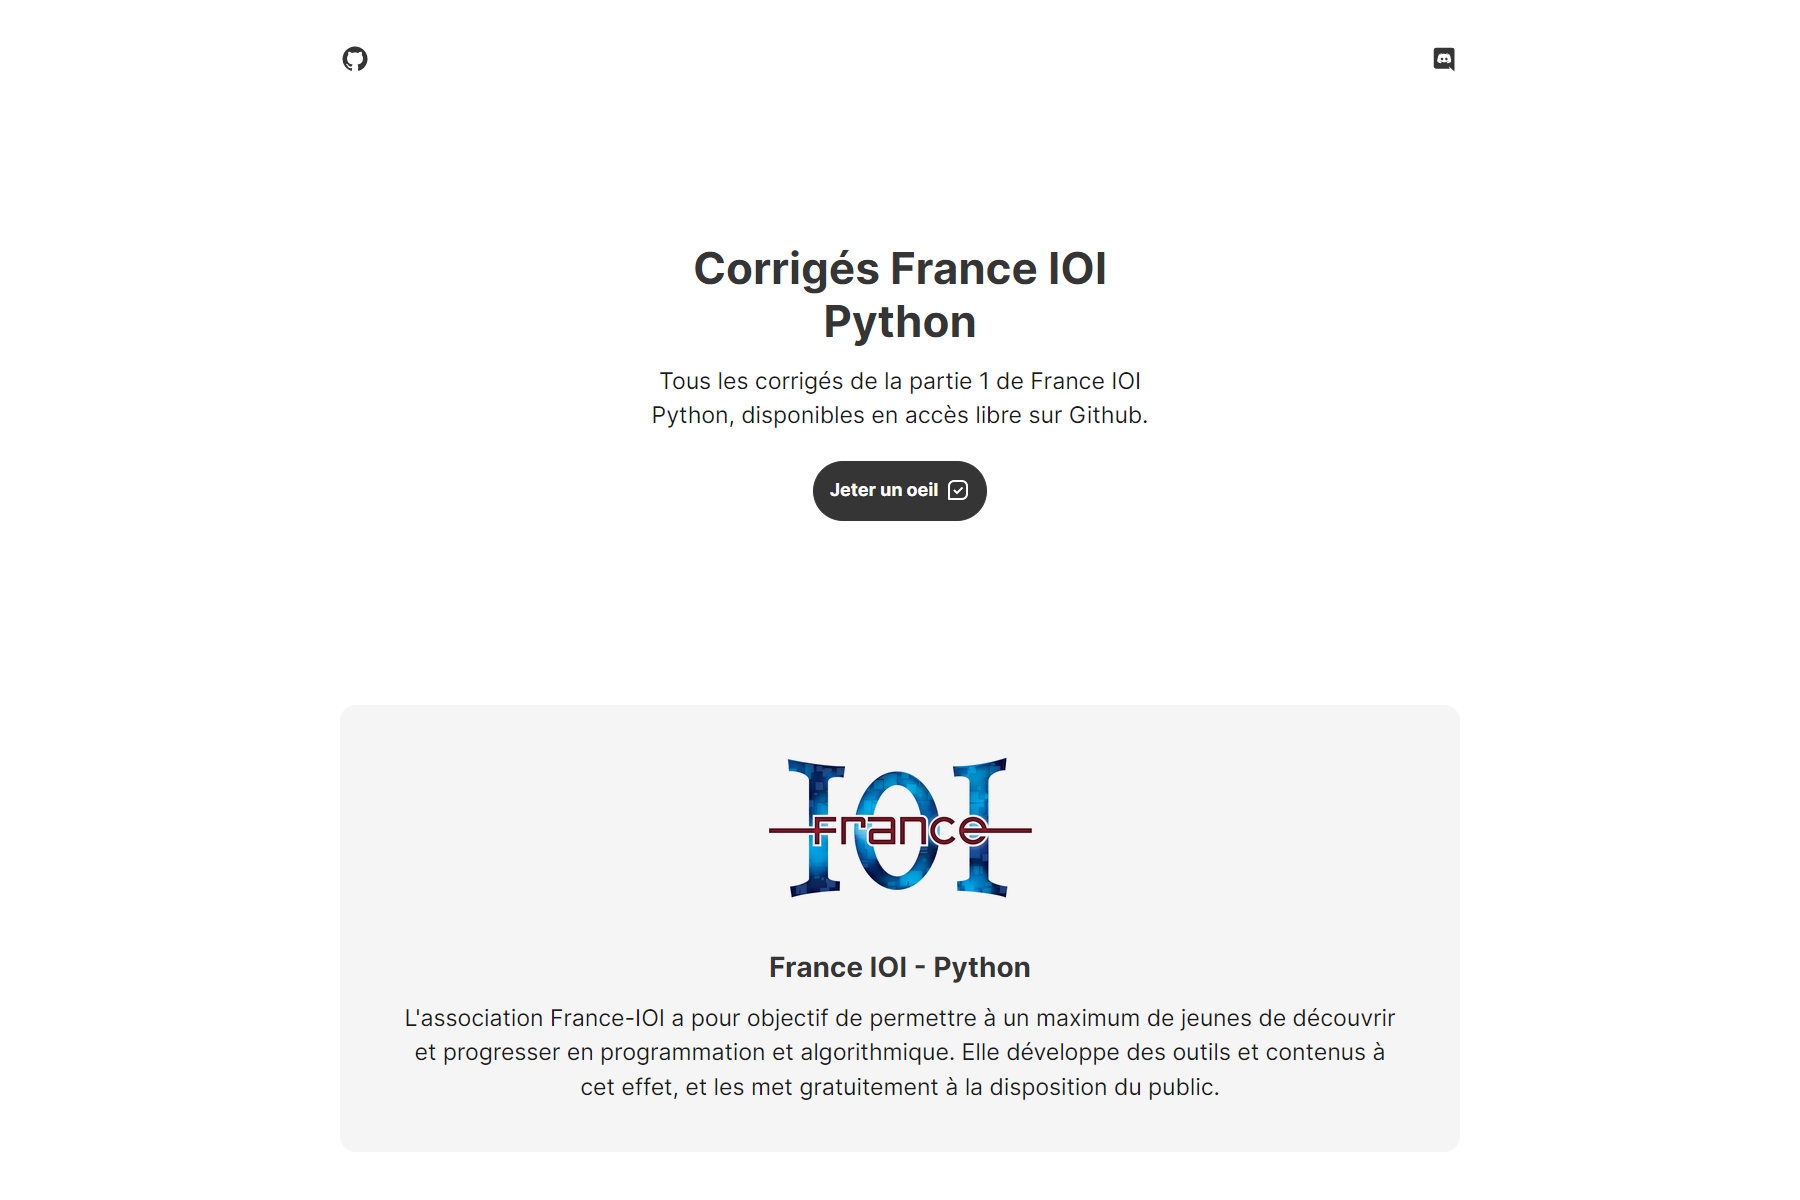 Corrigés France IOI
Python
Tous les corrigés de la partie 1 de France IOI
Python, disponibles en accès libre sur Github.
Jeter un oeil
IOI
france
France IOI - Python
L'association France-IOI a pour objectif de permettre à un maximum de jeunes de découvrir
et progresser en programmation et algorithmique. Elle développe des outils et contenus à
cet effet, et les met gratuitement à la disposition du public.